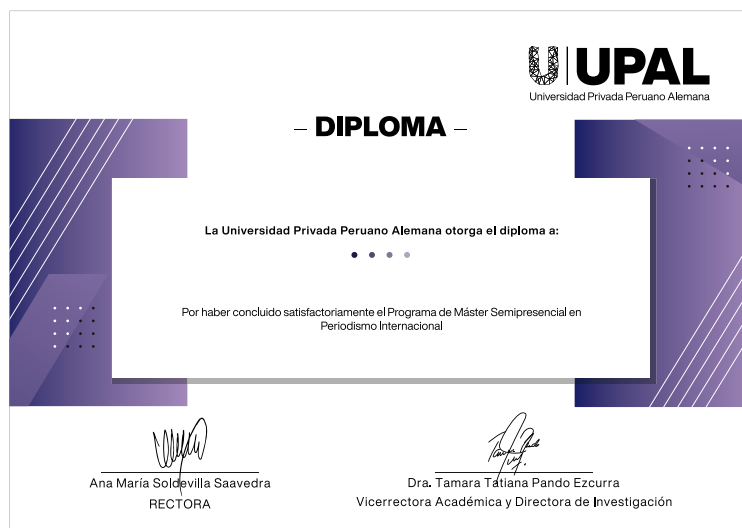 UPAL
Universidad Privada Peruano Alemana
– DIPLOMA –
La Universidad Privada Peruano Alemana otorga el diploma a:
Por haber concluido satisfactoriamente el Programa de Máster Semipresencial en
Periodismo Internacional
Ana María Soldevilla Saavedra
RECTORA
Dra. Tamara Tatiana Pando Ezcurra
Vicerrectora Académica y Directora de Investigación